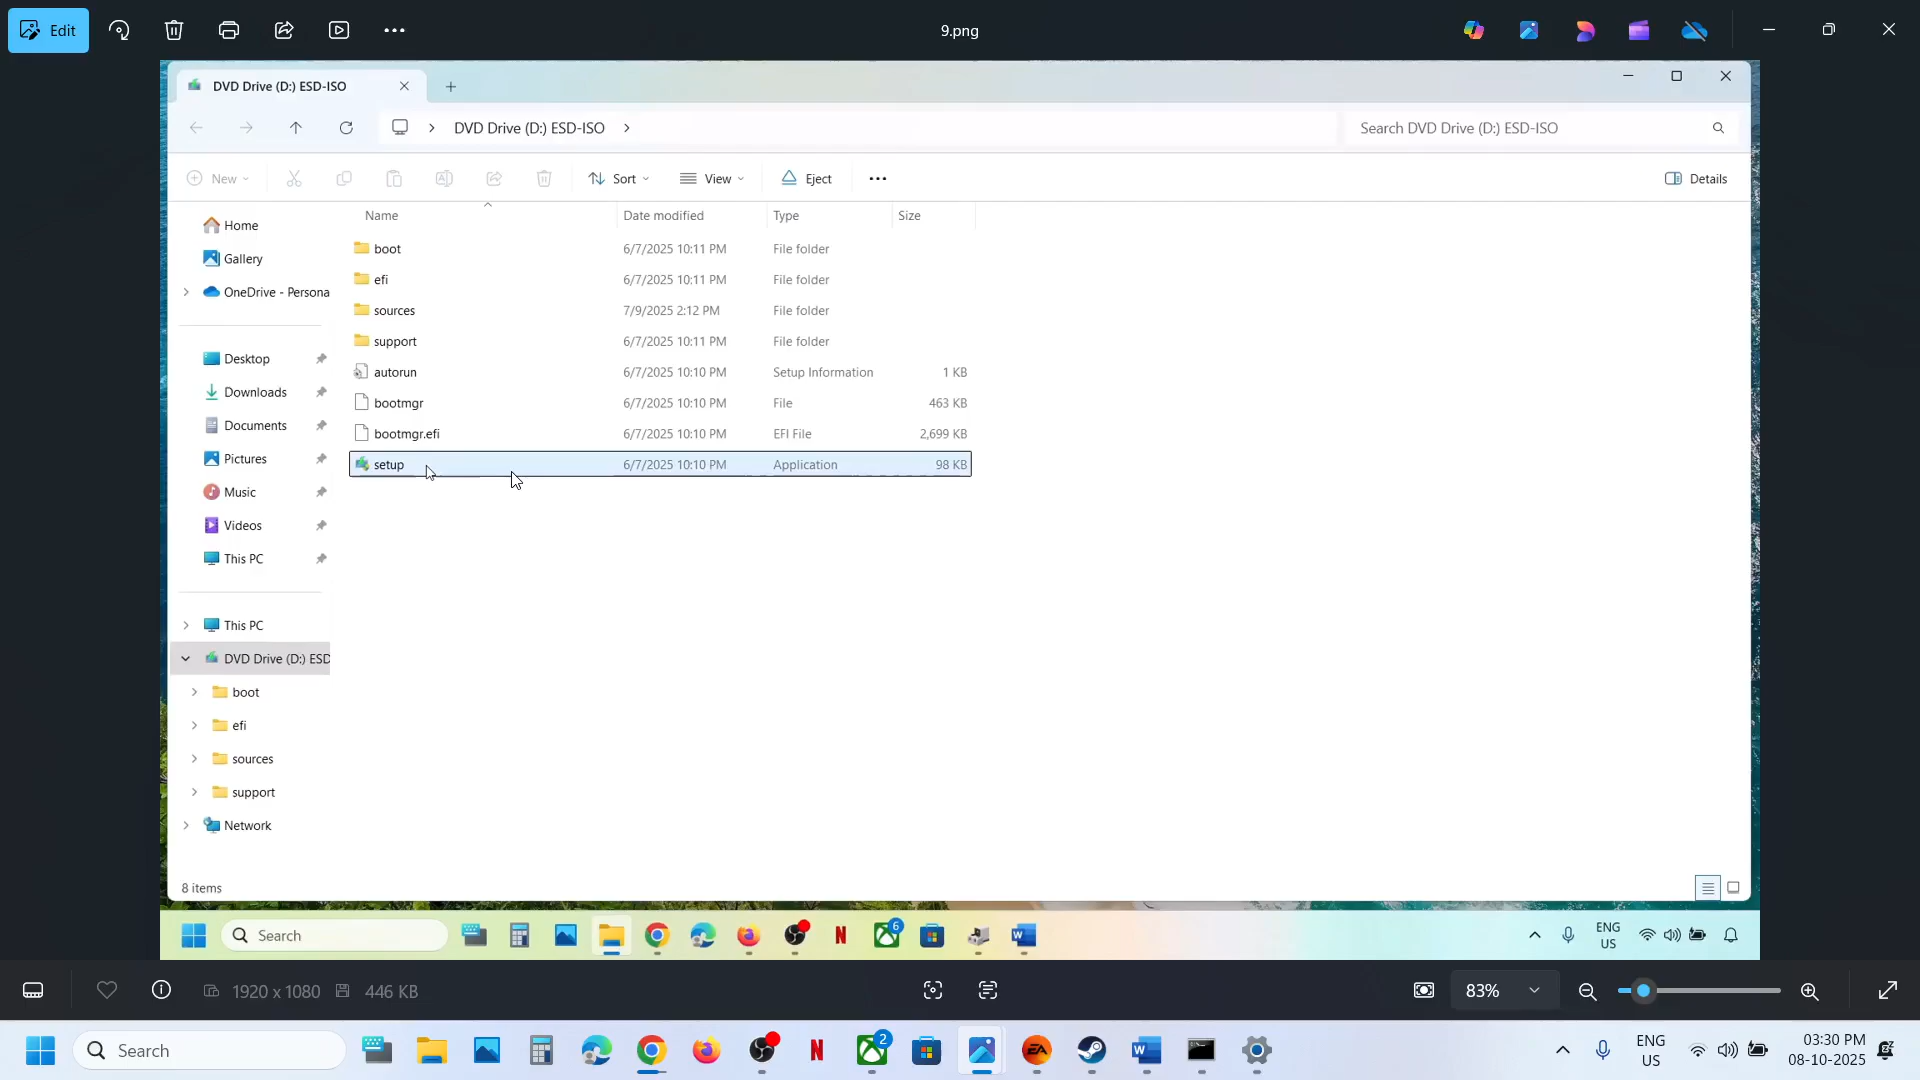 Edit
9.png
DVD Drive (D:) ESD-ISO
DVD Drive (D:) ESD-ISO
Search DVD Drive (D:) ESD-ISO
New
Sort
View
Eject
Details
Name Date modified Type Size
boot 6/7/2025 10:11 PM File folder
efi 6/7/2025 10:11 PM File folder
sources 7/9/2025 2:12 PM File folder
support 6/7/2025 10:11 PM File folder
autorun 6/7/2025 10:10 PM Setup Information 1 KB
bootmgr 6/7/2025 10:10 PM File 463 KB
bootmgr.efi 6/7/2025 10:10 PM EFI File 2,699 KB
setup 6/7/2025 10:10 PM Application 98 KB
Home
Gallery
OneDrive - Persona
Desktop
Downloads
Documents
Pictures
Music
Videos
This PC
This PC
DVD Drive (D:) ESD
boot
efi
sources
support
Network
8 items
Search
6
ENG
US
1920 x 1080
446 KB
83%
Search
2
EA
ENG
US
03:30 PM
08-10-2025